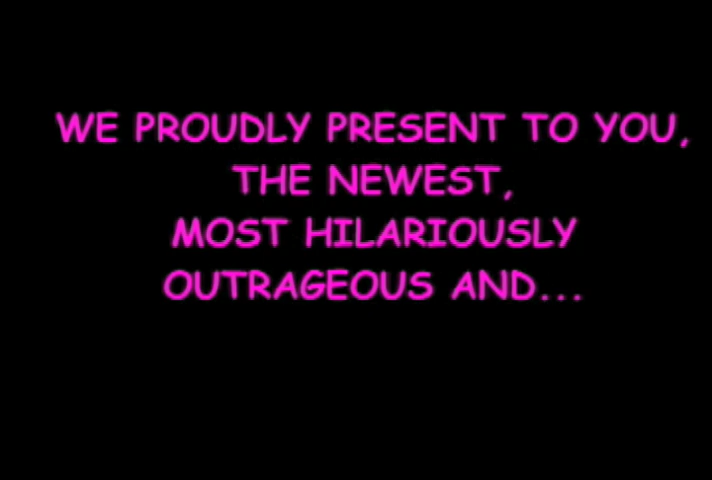 WE PROUDLY PRESENT TO YOU,
THE NEWEST,
MOST HILARIOUSLY
OUTRAGEOUS AND...